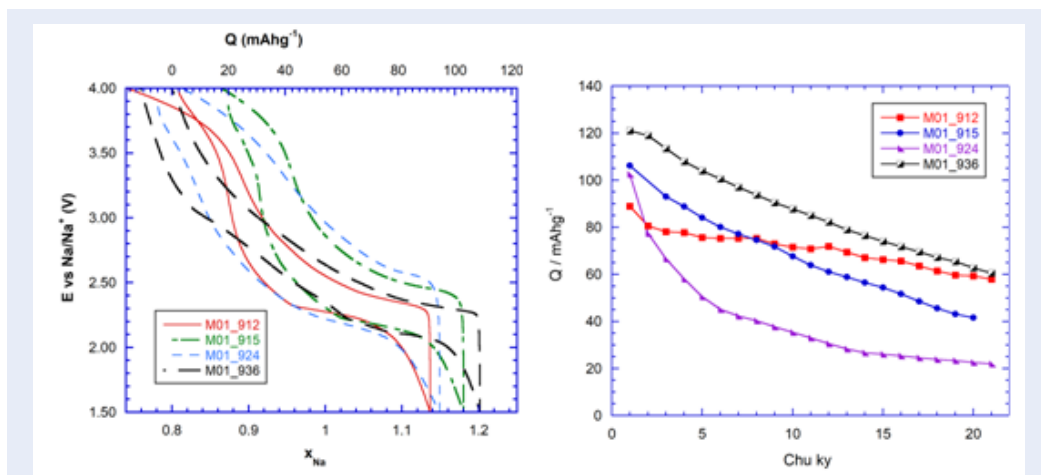 Q (mAhg⁻¹)
0 20 40 60 80 100 120
4.00
3.50
3.00
2.50
2.00
1.50
E vs Na/Na⁺ (V)
M01_912
M01_915
M01_924
M01_936
0.8 0.9 1 1.1 1.2
x_Na
140
120
100
80
60
40
20
0
Q / mAhg⁻¹
M01_912
M01_915
M01_924
M01_936
0 5 10 15 20
Chu ky